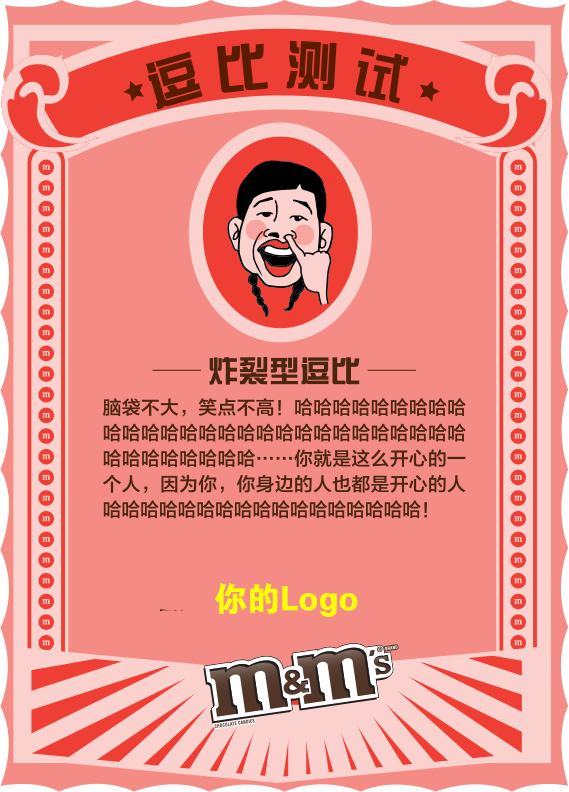 逗比测试
炸裂型逗比
脑袋不大，笑点不高！哈哈哈哈哈哈哈哈哈
哈哈哈哈哈哈哈哈哈哈哈哈哈哈哈哈哈哈哈
哈哈哈哈哈哈哈哈……你就是这么开心的一
个人，因为你，你身边的人也都是开心的人
哈哈哈哈哈哈哈哈哈哈哈哈哈哈哈哈哈！
你的Logo
m&m's
CHOCOLATE CANDIES